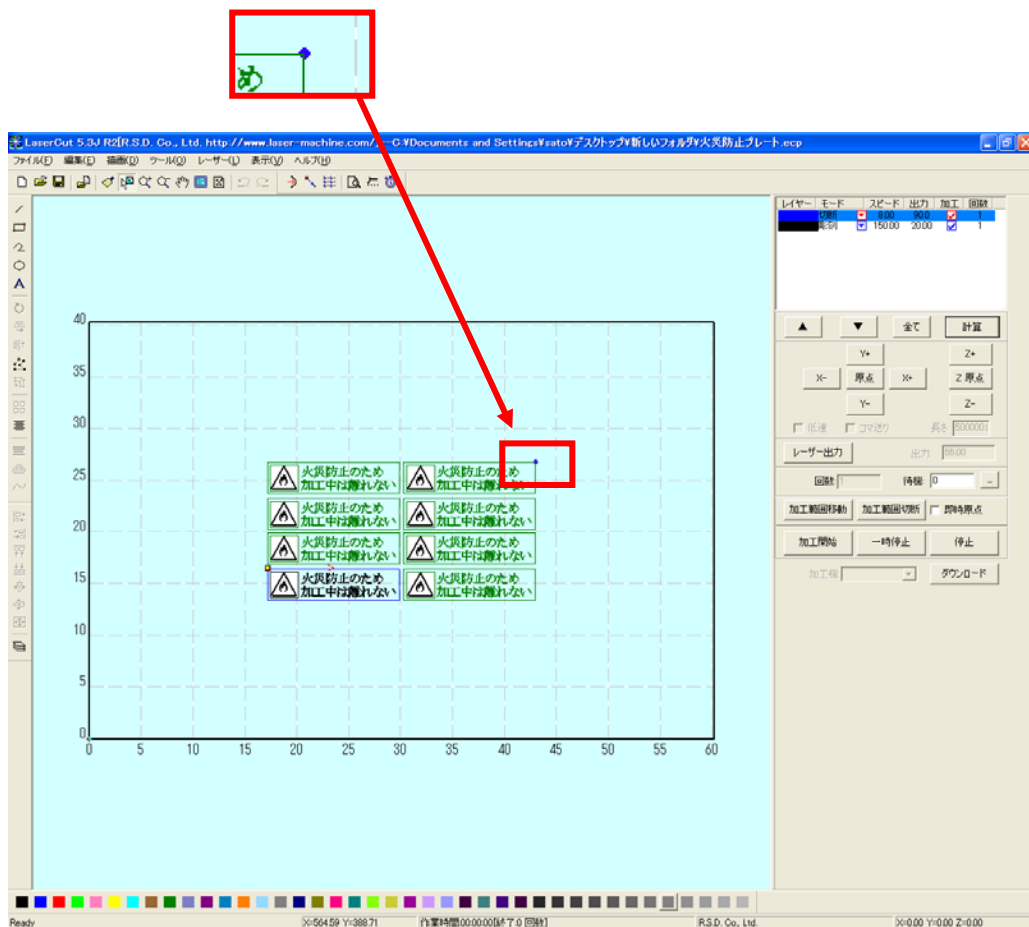 め
LaserCut 5.3J R2[R.S.D. Co., Ltd. http://www.laser-machine.com/ C:¥Documents and Settings¥sato¥デスクトップ¥新しいフォルダ¥火災防止プレート.ecp
ファイル(F) 編集(E) 描画(D) ツール(Q) レーザー(L) 表示(V) ヘルプ(H)
レイヤー モード スピード 出力 加工 回数
切断 8.00 90.0 1
彫刻 150.00 20.00 1
▲ ▼ 全て 計算
Y+ Z+
X- 原点 X+ Z 原点
Y- Z-
低速 コマ送り 長さ 500000
レーザー出力 出力
回数: 1 待機: 0 ...
加工範囲移動 加工範囲切断 即時原点
加工開始 一時停止 停止
加工程 ダウンロード
40
35
30
25
20
15
10
5
0
火災防止のため
加工中は離れない
火災防止のため
加工中は離れない
火災防止のため
加工中は離れない
火災防止のため
加工中は離れない
火災防止のため
加工中は離れない
火災防止のため
加工中は離れない
火災防止のため
加工中は離れない
火災防止のため
加工中は離れない
0 5 10 15 20 25 30 35 40 45 50 55 60
Ready X=564.59 Y=388.71 [作業時間:00:00:00][終了:0 回数] R.S.D. Co., Ltd. X=0.00 Y=0.00 Z=0.00